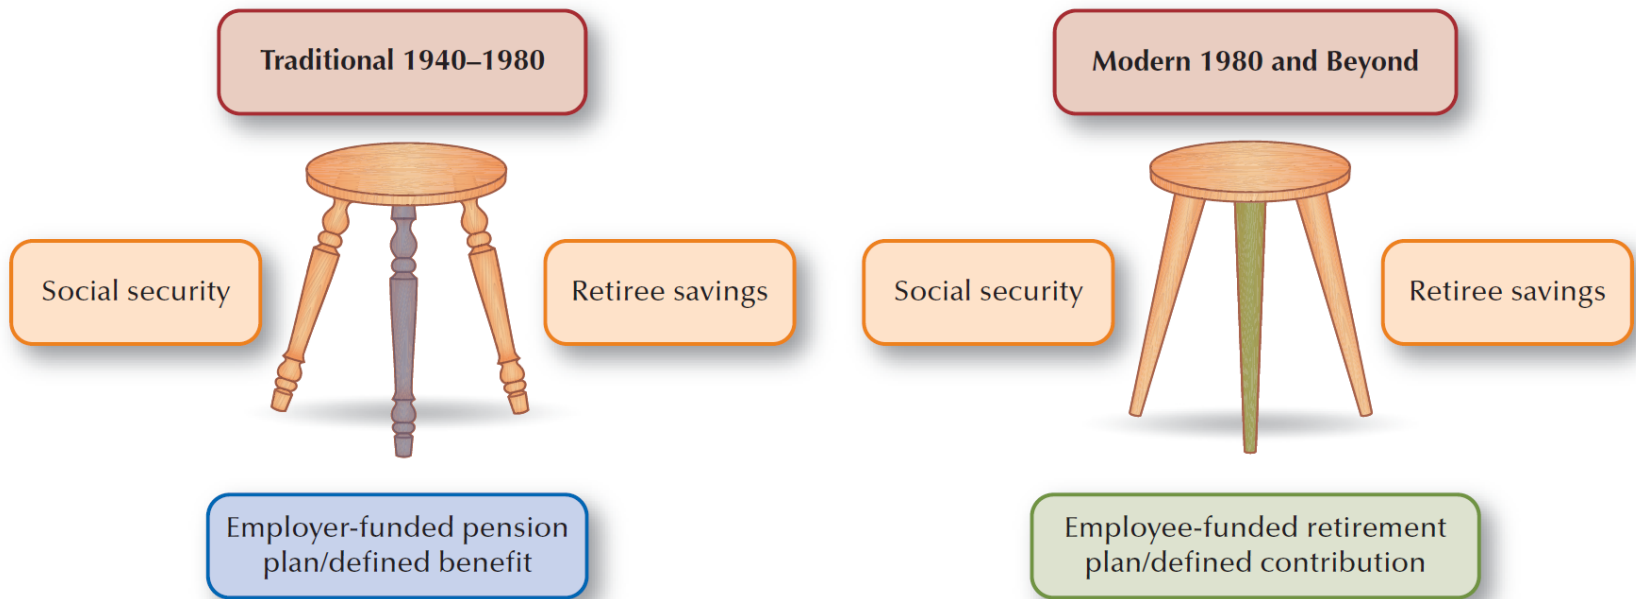 Traditional 1940–1980
Modern 1980 and Beyond
Social security
Retiree savings
Social security
Retiree savings
Employer-funded pension
plan/defined benefit
Employee-funded retirement
plan/defined contribution